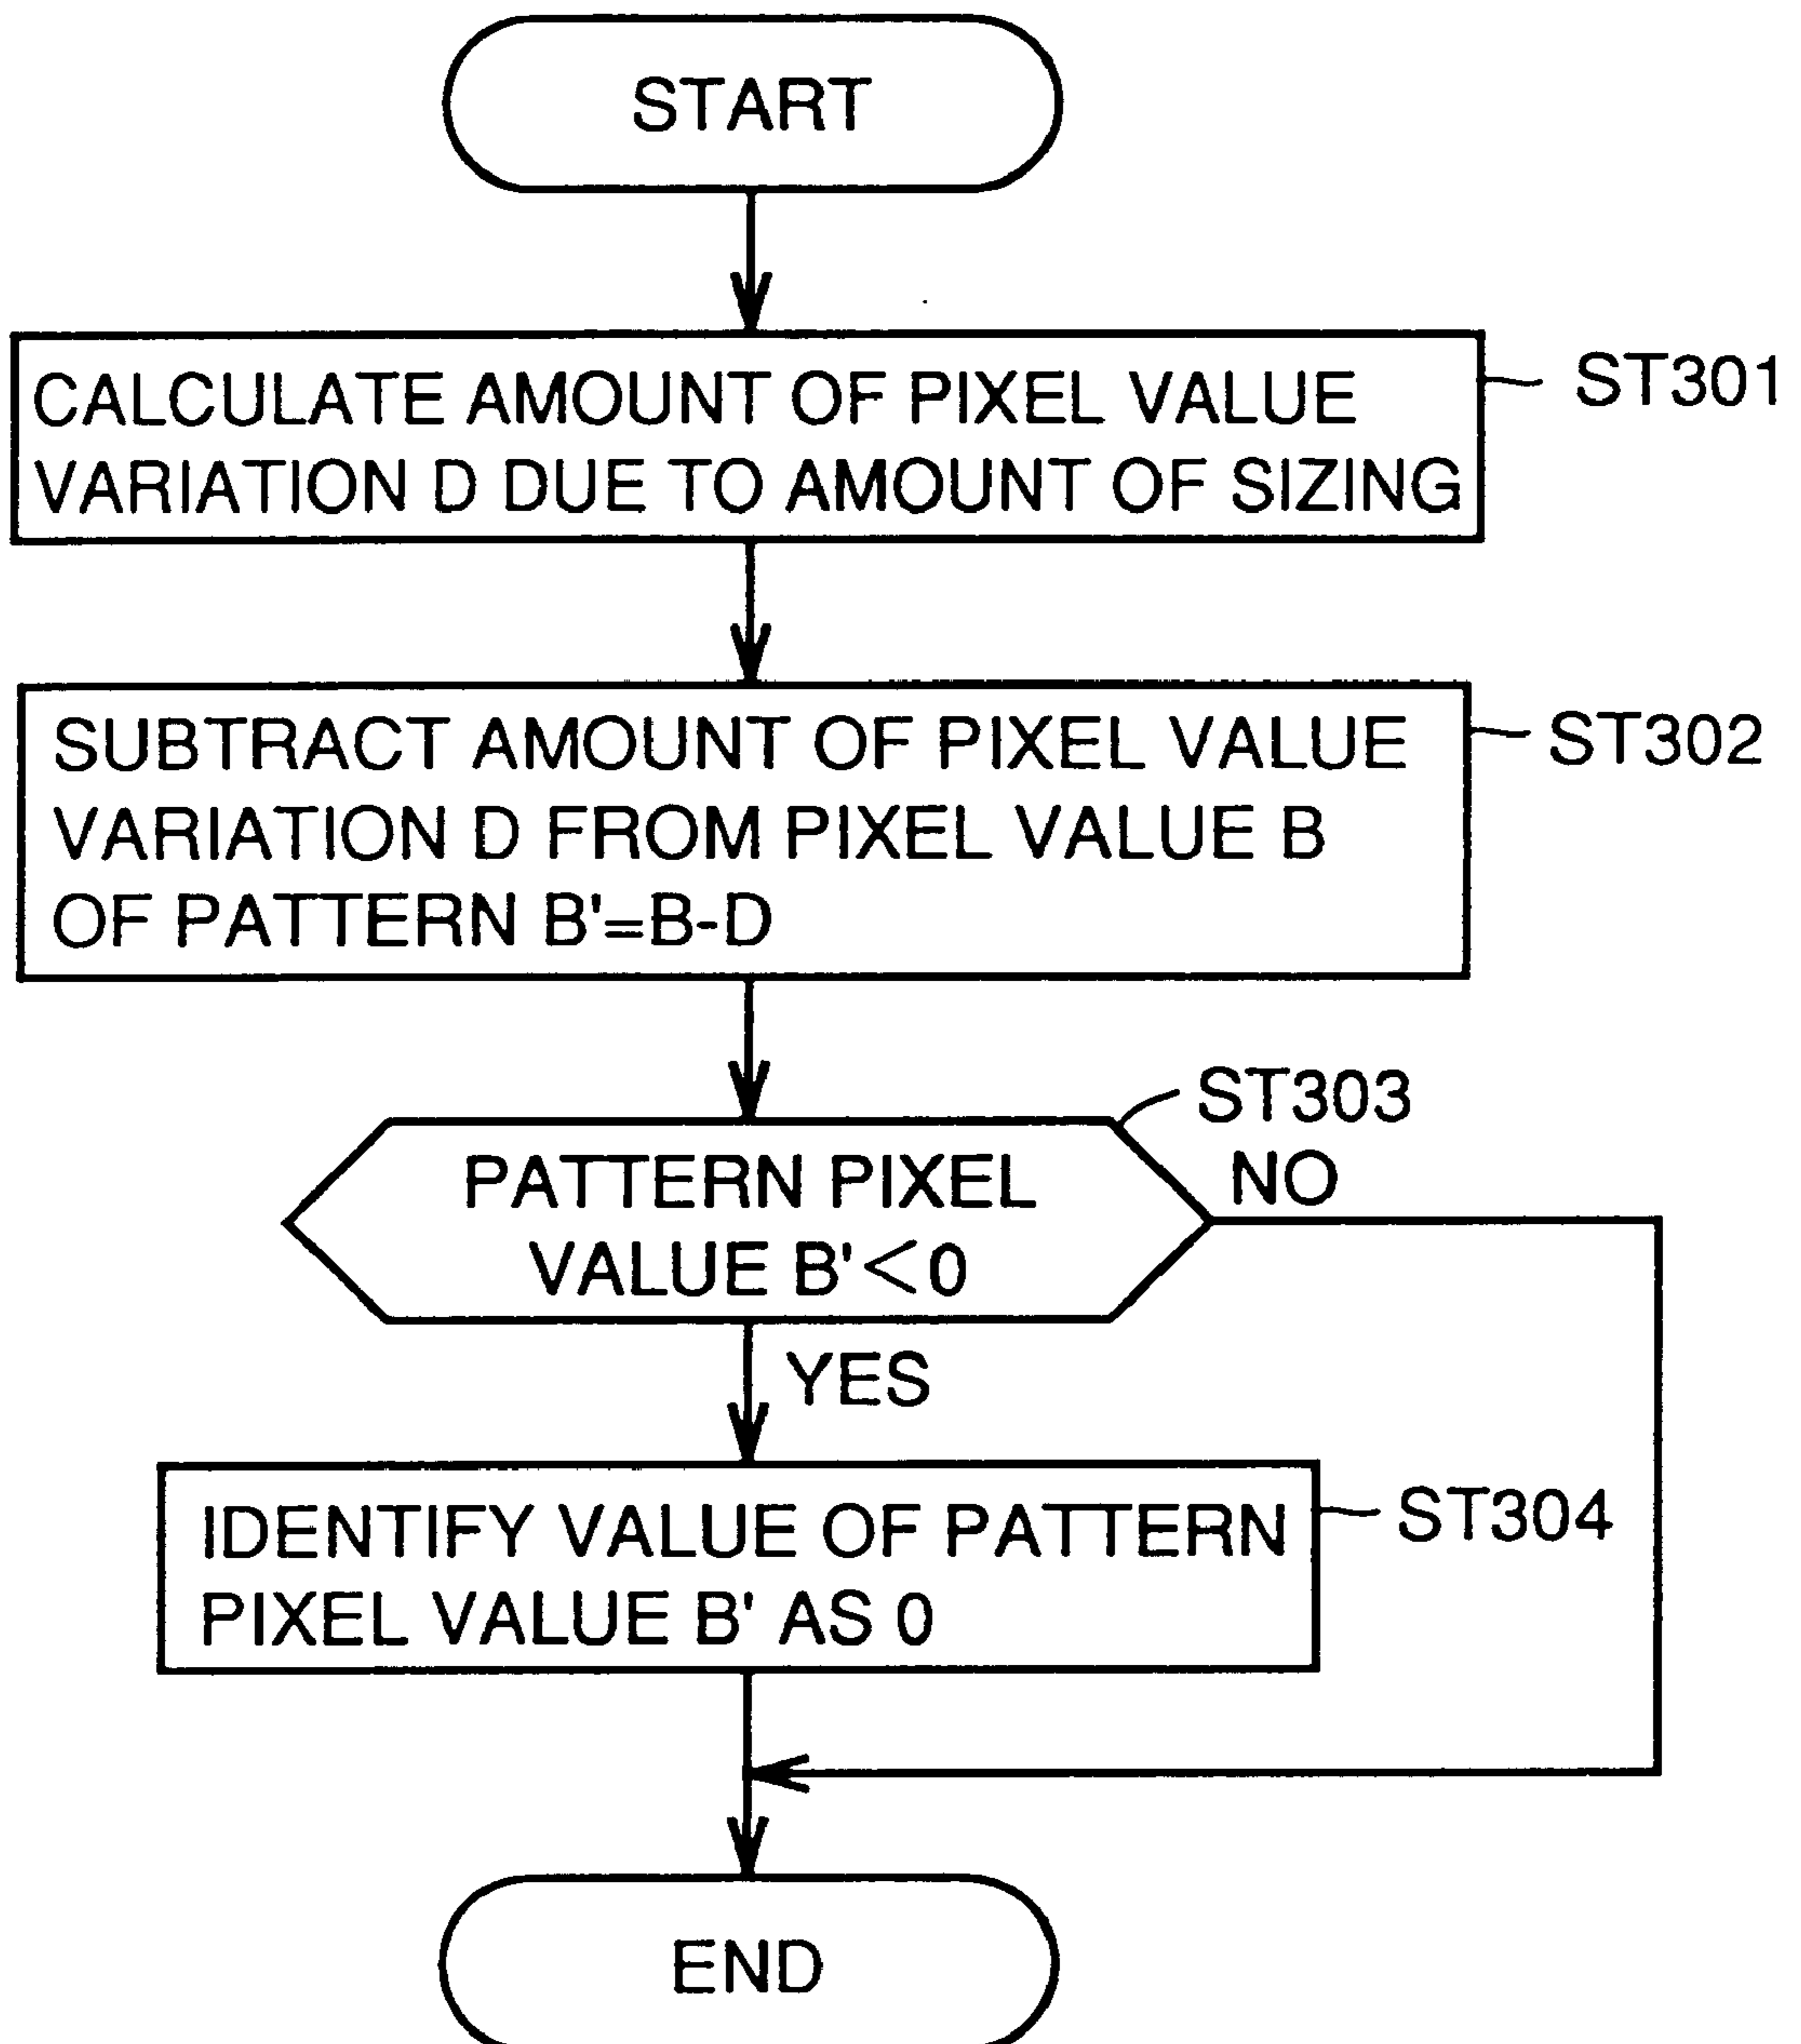 START
CALCULATE AMOUNT OF PIXEL VALUE
VARIATION D DUE TO AMOUNT OF SIZING
ST301
SUBTRACT AMOUNT OF PIXEL VALUE
VARIATION D FROM PIXEL VALUE B
OF PATTERN B'=B-D
ST302
ST303
PATTERN PIXEL
VALUE B'<0
NO
YES
IDENTIFY VALUE OF PATTERN
PIXEL VALUE B' AS 0
ST304
END